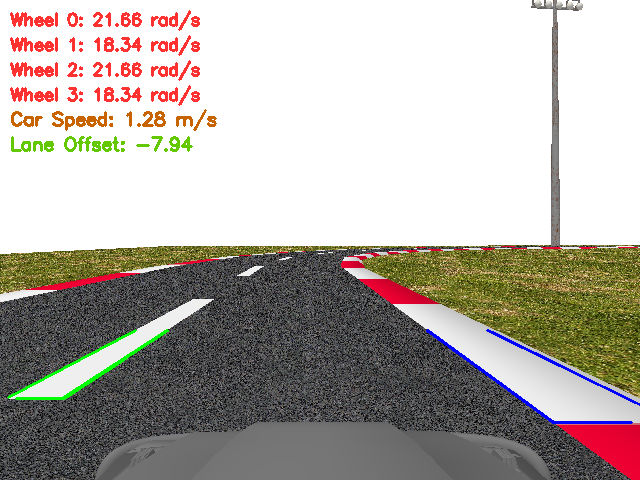 Wheel 0: 21.66 rad/s
Wheel 1: 18.34 rad/s
Wheel 2: 21.66 rad/s
Wheel 3: 18.34 rad/s
Car Speed: 1.28 m/s
Lane Offset: -7.94